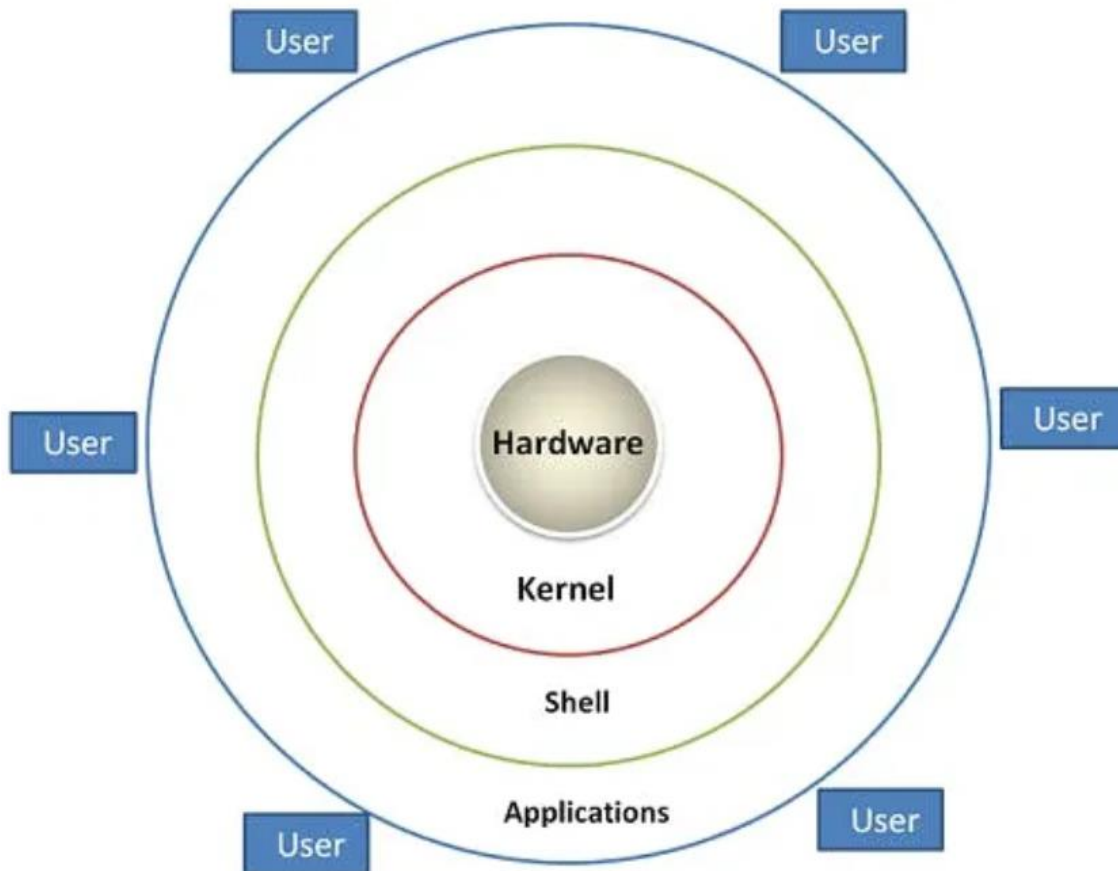 User
User
User
Hardware
User
Kernel
Shell
Applications
User
User